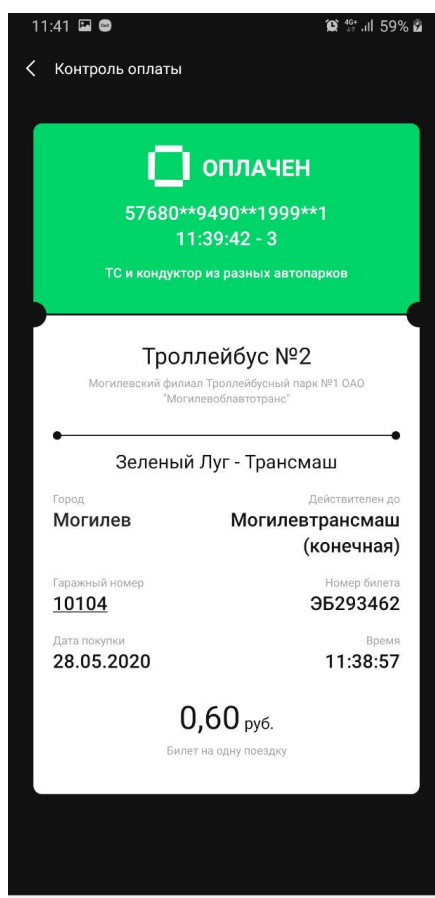 11:41 59%
Контроль оплаты
ОПЛАЧЕН
57680**9490**1999**1
11:39:42 - 3
ТС и кондуктор из разных автопарков
Троллейбус №2
Могилевский филиал Троллейбусный парк №1 ОАО
"Могилевоблавтотранс"
Зеленый Луг - Трансмаш
Город Действителен до
Могилев Могилевтрансмаш
(конечная)
Гаражный номер Номер билета
10104 ЭБ293462
Дата покупки Время
28.05.2020 11:38:57
0,60 руб.
Билет на одну поездку